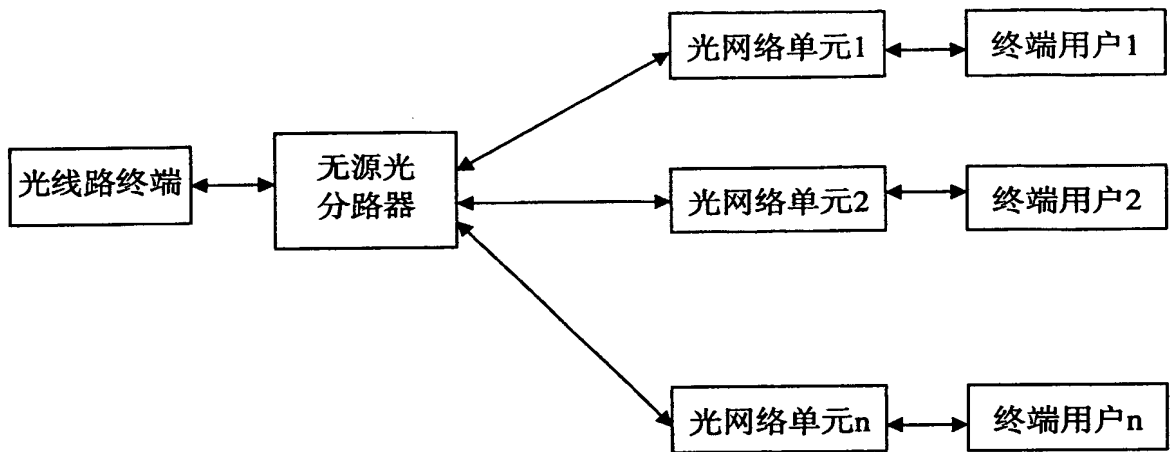 光网络单元1
终端用户1
光线路终端
无源光
分路器
光网络单元2
终端用户2
光网络单元n
终端用户n